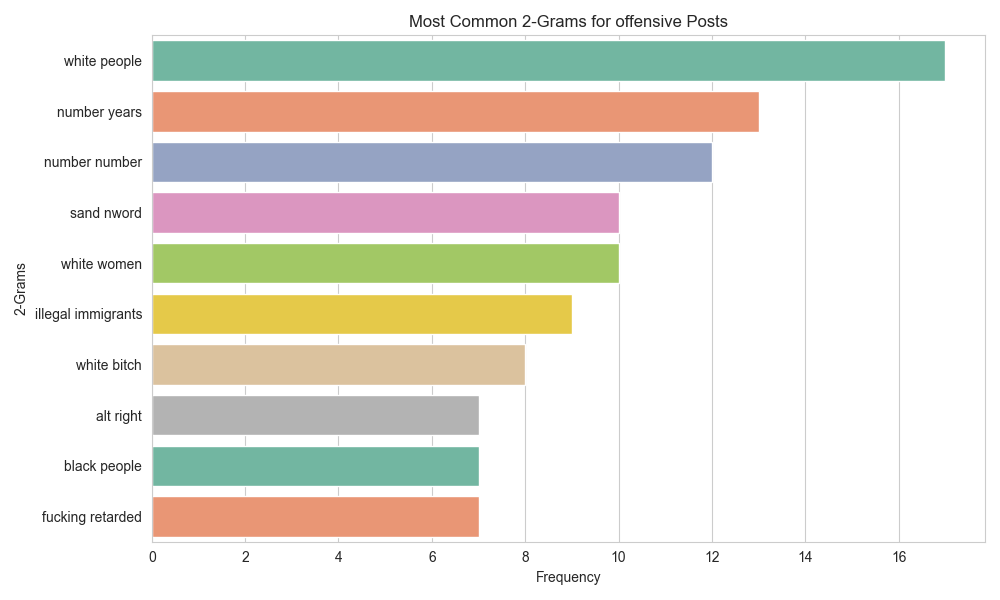 Most Common 2-Grams for offensive Posts
2-Grams
white people
number years
number number
sand nword
white women
illegal immigrants
white bitch
alt right
black people
fucking retarded
0 2 4 6 8 10 12 14 16
Frequency